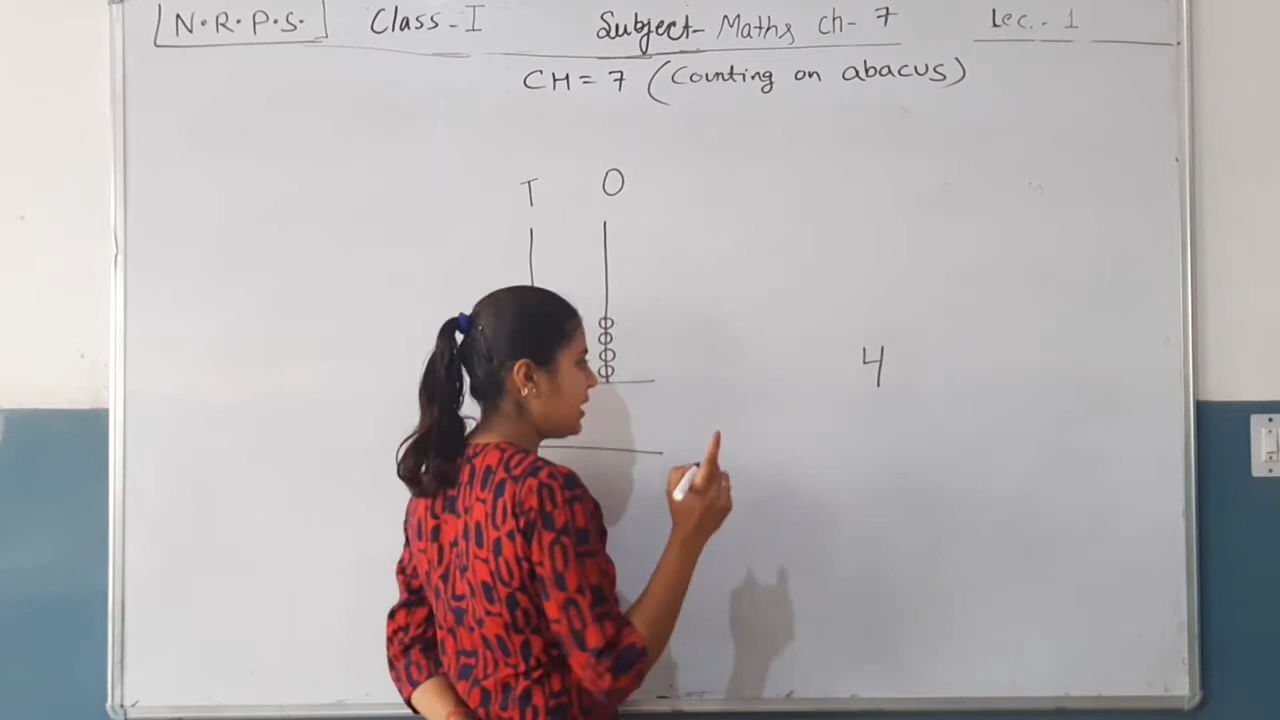 N.R.P.S. Class-I Subject- Maths ch- 7 Lec.- 1
CH=7 (Counting on abacus)
T O
4